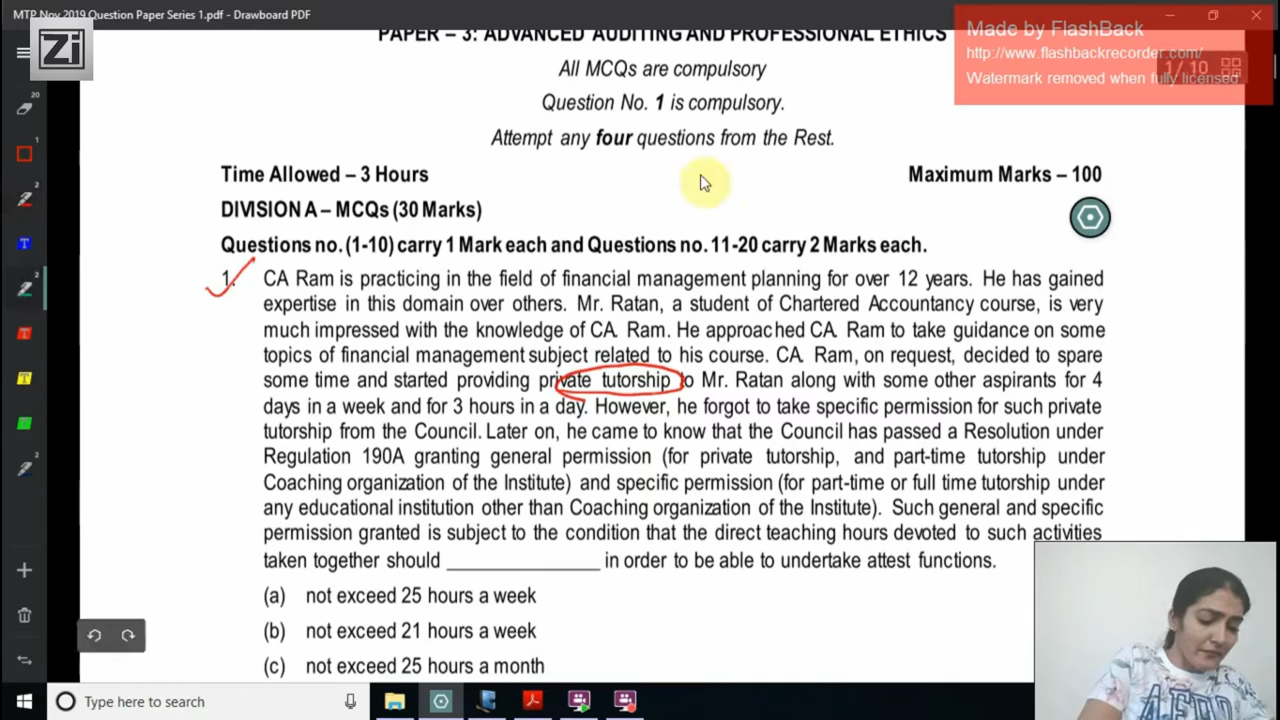 MTP Nov 2019 Question Paper Series 1.pdf - Drawboard PDF
Made by FlashBack
http://www.flashbackrecorder.com/
Watermark removed when fully licensed
1 / 10
Zi
PAPER – 3: ADVANCED AUDITING AND PROFESSIONAL ETHICS
All MCQs are compulsory
Question No. 1 is compulsory.
Attempt any four questions from the Rest.
Time Allowed – 3 Hours Maximum Marks – 100
DIVISION A – MCQs (30 Marks)
Questions no. (1-10) carry 1 Mark each and Questions no. 11-20 carry 2 Marks each.
1. CA Ram is practicing in the field of financial management planning for over 12 years. He has gained
expertise in this domain over others. Mr. Ratan, a student of Chartered Accountancy course, is very
much impressed with the knowledge of CA. Ram. He approached CA. Ram to take guidance on some
topics of financial management subject related to his course. CA. Ram, on request, decided to spare
some time and started providing private tutorship to Mr. Ratan along with some other aspirants for 4
days in a week and for 3 hours in a day. However, he forgot to take specific permission for such private
tutorship from the Council. Later on, he came to know that the Council has passed a Resolution under
Regulation 190A granting general permission (for private tutorship, and part-time tutorship under
Coaching organization of the Institute) and specific permission (for part-time or full time tutorship under
any educational institution other than Coaching organization of the Institute). Such general and specific
permission granted is subject to the condition that the direct teaching hours devoted to such activities
taken together should ________________ in order to be able to undertake attest functions.
(a) not exceed 25 hours a week
(b) not exceed 21 hours a week
(c) not exceed 25 hours a month
20
1
2
2
2
Type here to search